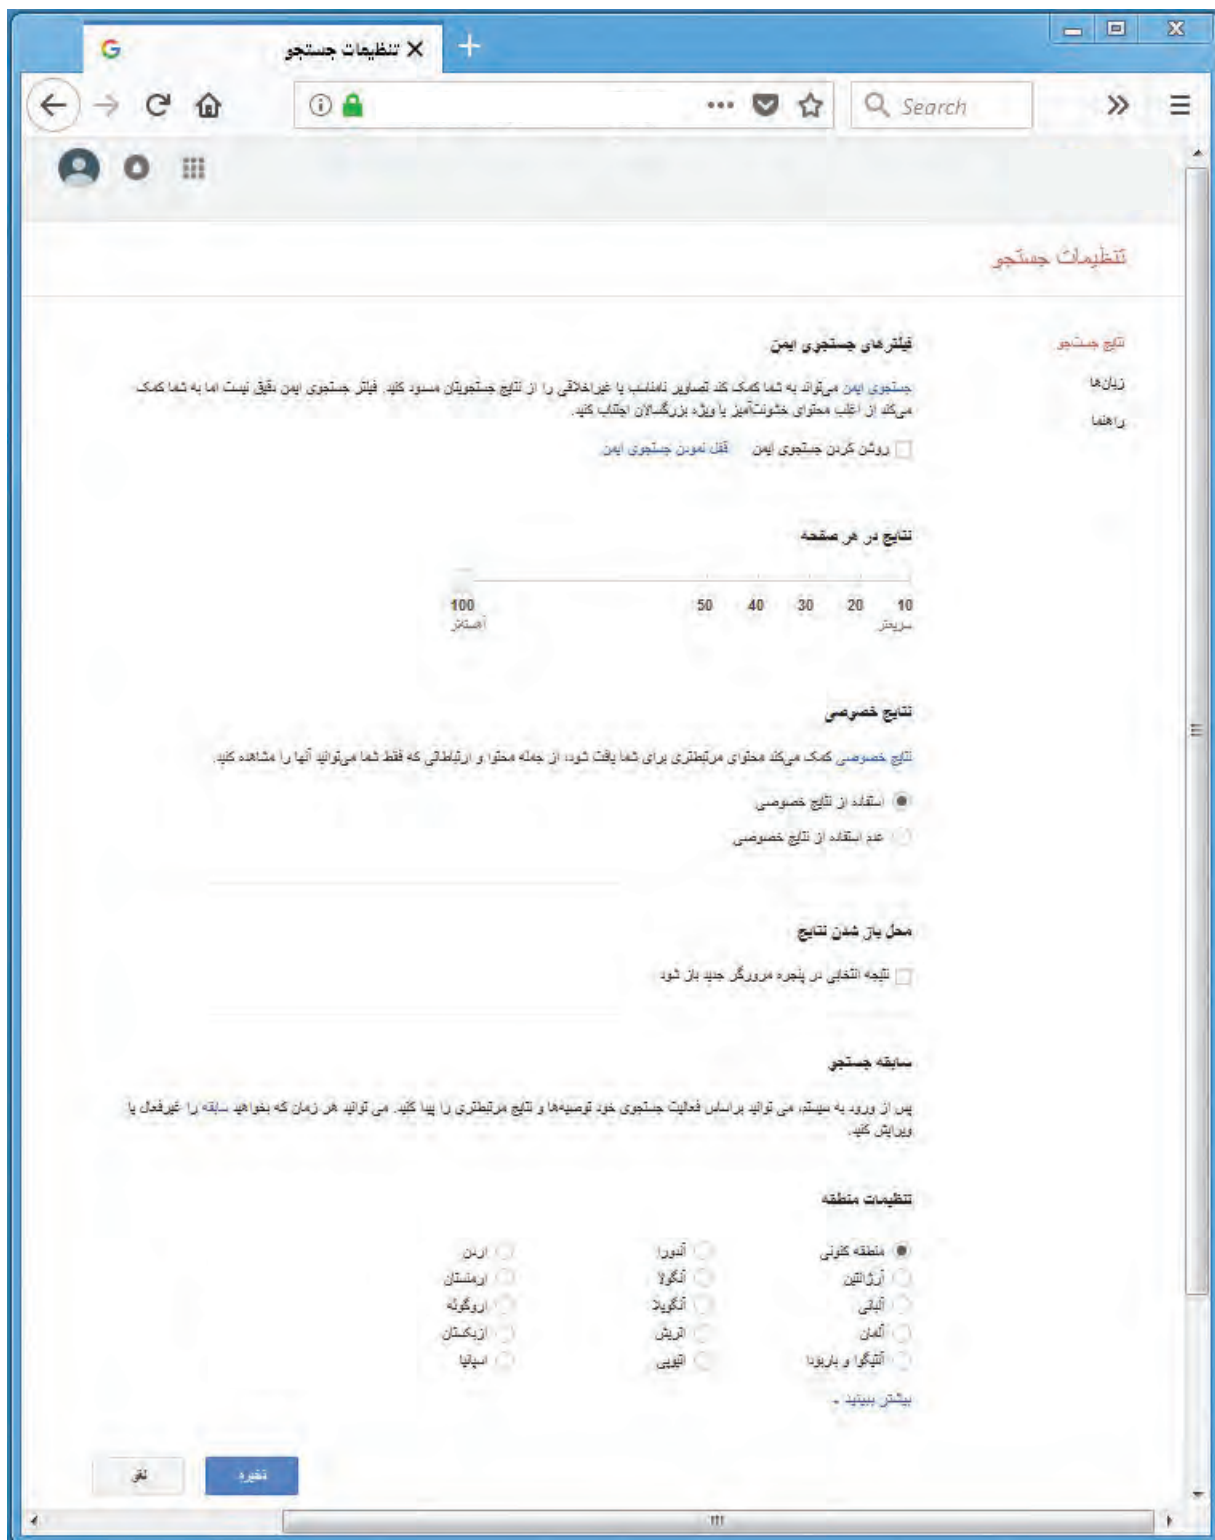 تنظیمات جستجو
Search
تنظیمات جستجو
نتایج جستجو
زبان‌ها
راهنما
فیلترهای جستجوی ایمن
جستجوی ایمن می‌تواند به شما کمک کند تصاویر نامناسب یا غیراخلاقی را از نتایج جستجویتان مسدود کنید. فیلتر جستجوی ایمن دقیق نیست اما به شما کمک
می‌کند از اغلب محتوای خشونت‌آمیز یا ویژه بزرگسالان اجتناب کنید.
روشن کردن جستجوی ایمن قفل نمودن جستجوی ایمن
نتایج در هر صفحه
10 20 30 40 50 100
سریعتر آهسته‌تر
نتایج خصوصی
نتایج خصوصی کمک می‌کند محتوای مرتبطتری برای شما یافت شود، از جمله محتوا و ارتباطاتی که فقط شما می‌توانید آنها را مشاهده کنید.
استفاده از نتایج خصوصی
عدم استفاده از نتایج خصوصی
محل باز شدن نتایج
نتیجه انتخابی در پنجره مرورگر جدید باز شود
سابقه جستجو
پس از ورود به سیستم، می توانید براساس فعالیت جستجوی خود توصیه‌ها و نتایج مرتبطتری را پیدا کنید. می توانید هر زمان که بخواهید سابقه را غیرفعال یا
ویرایش کنید.
تنظیمات منطقه
منطقه کنونی آندورا اردن
آرژانتین آنگولا ارمنستان
آلبانی آنگویلا اروگوئه
آلمان اتریش ازبکستان
آنتیگوا و باربودا اتیوپی اسپانیا
بیشتر ببینید
ذخیره لغو